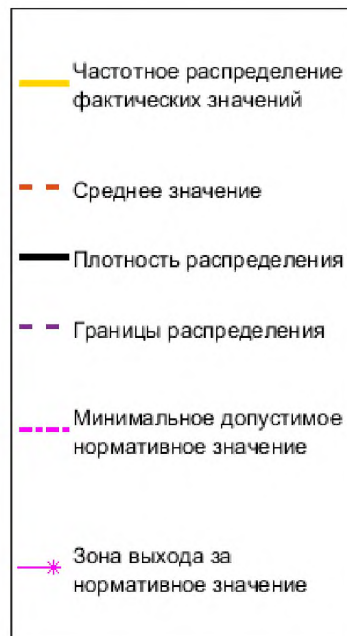 Частотное распределение
фактических значений
Среднее значение
Плотность распределения
Границы распределения
Минимальное допустимое
нормативное значение
Зона выхода за
нормативное значение